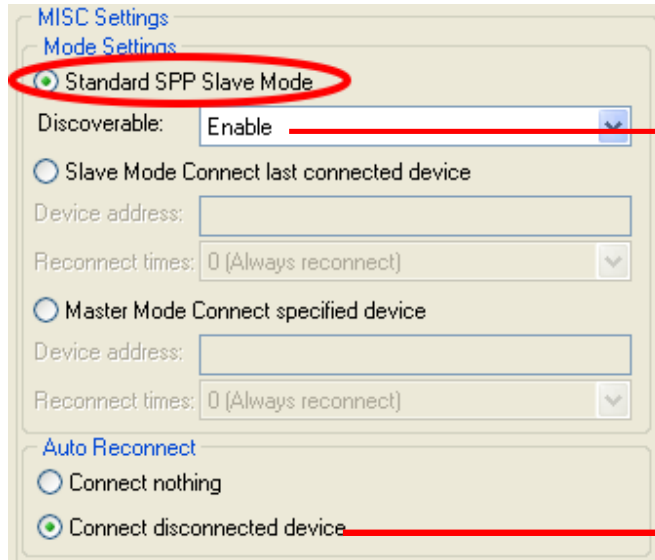 MISC Settings
Mode Settings
Standard SPP Slave Mode
Discoverable: Enable
Slave Mode Connect last connected device
Device address:
Reconnect times: 0 (Always reconnect)
Master Mode Connect specified device
Device address:
Reconnect times: 0 (Always reconnect)
Auto Reconnect
Connect nothing
Connect disconnected device